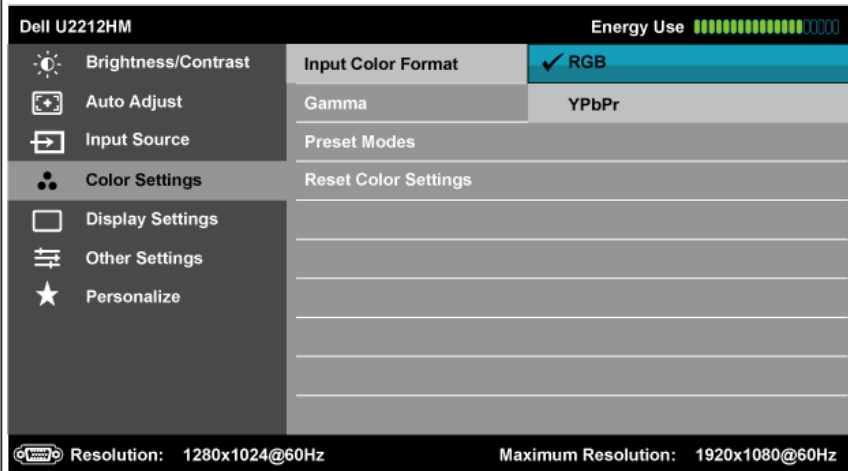 Dell U2212HM Energy Use
Brightness/Contrast Input Color Format RGB
Auto Adjust Gamma YPbPr
Input Source Preset Modes
Color Settings Reset Color Settings
Display Settings
Other Settings
Personalize
Resolution: 1280x1024@60Hz Maximum Resolution: 1920x1080@60Hz